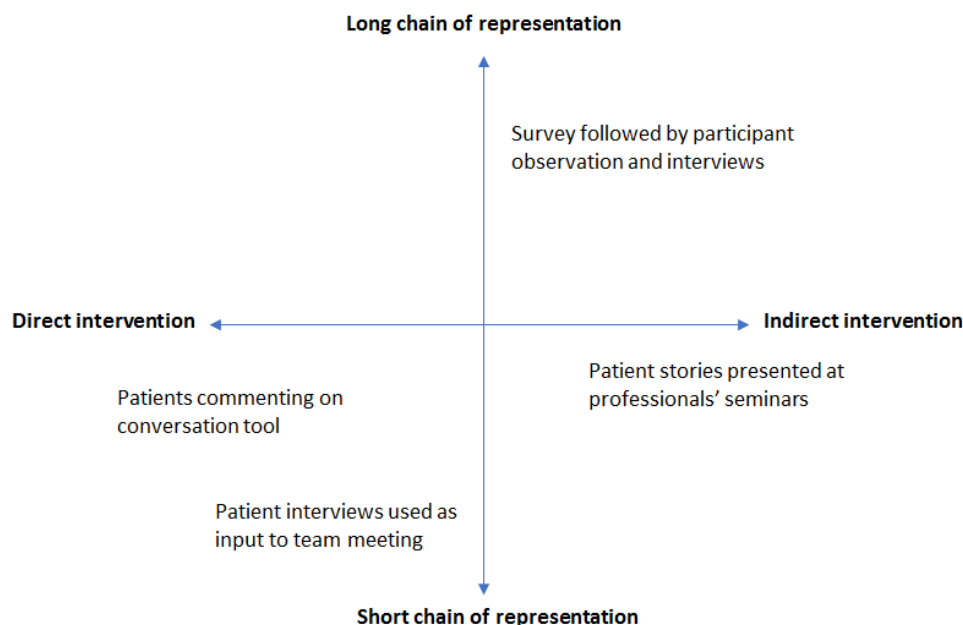 Long chain of representation
Survey followed by participant
observation and interviews
Direct intervention
Indirect intervention
Patient stories presented at
professionals’ seminars
Patients commenting on
conversation tool
Patient interviews used as
input to team meeting
Short chain of representation